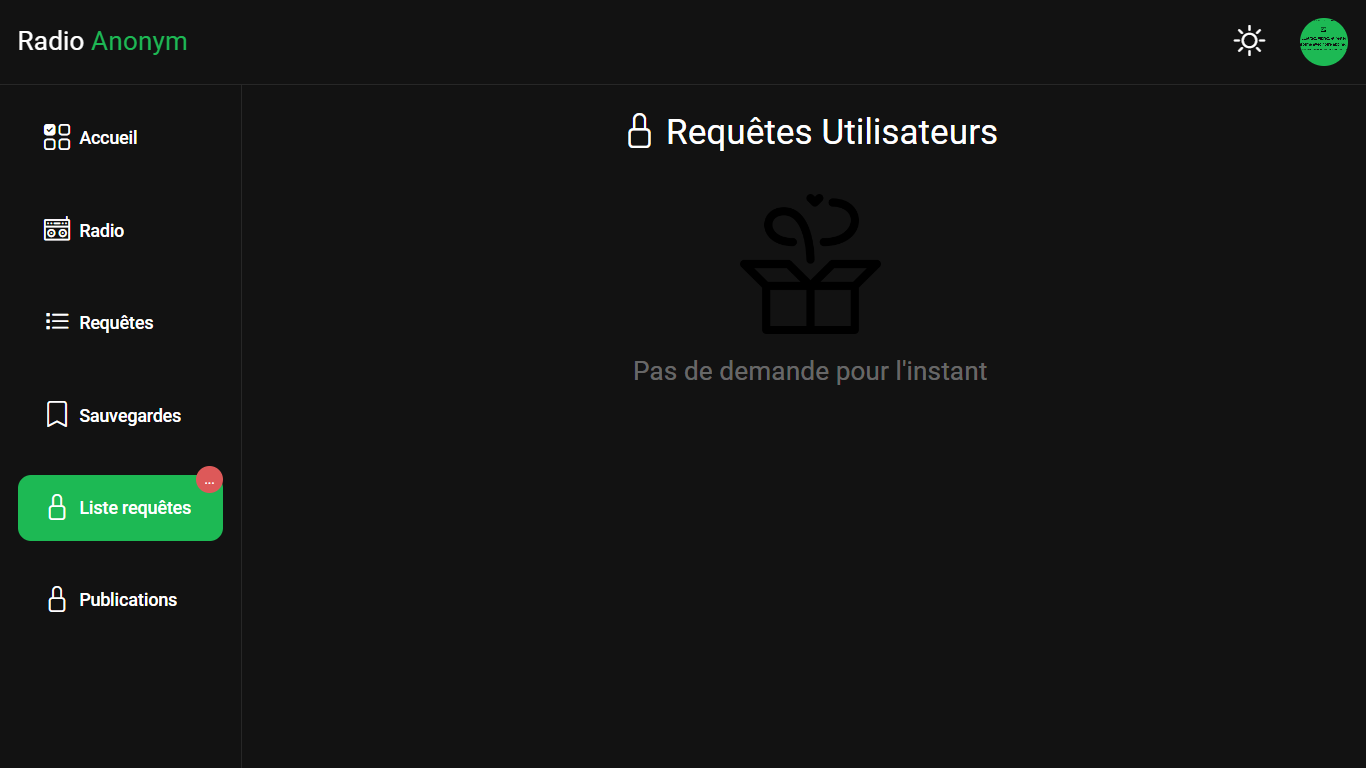 Radio Anonym
Accueil
Radio
Requêtes
Sauvegardes
...
Liste requêtes
Publications
Requêtes Utilisateurs
Pas de demande pour l'instant